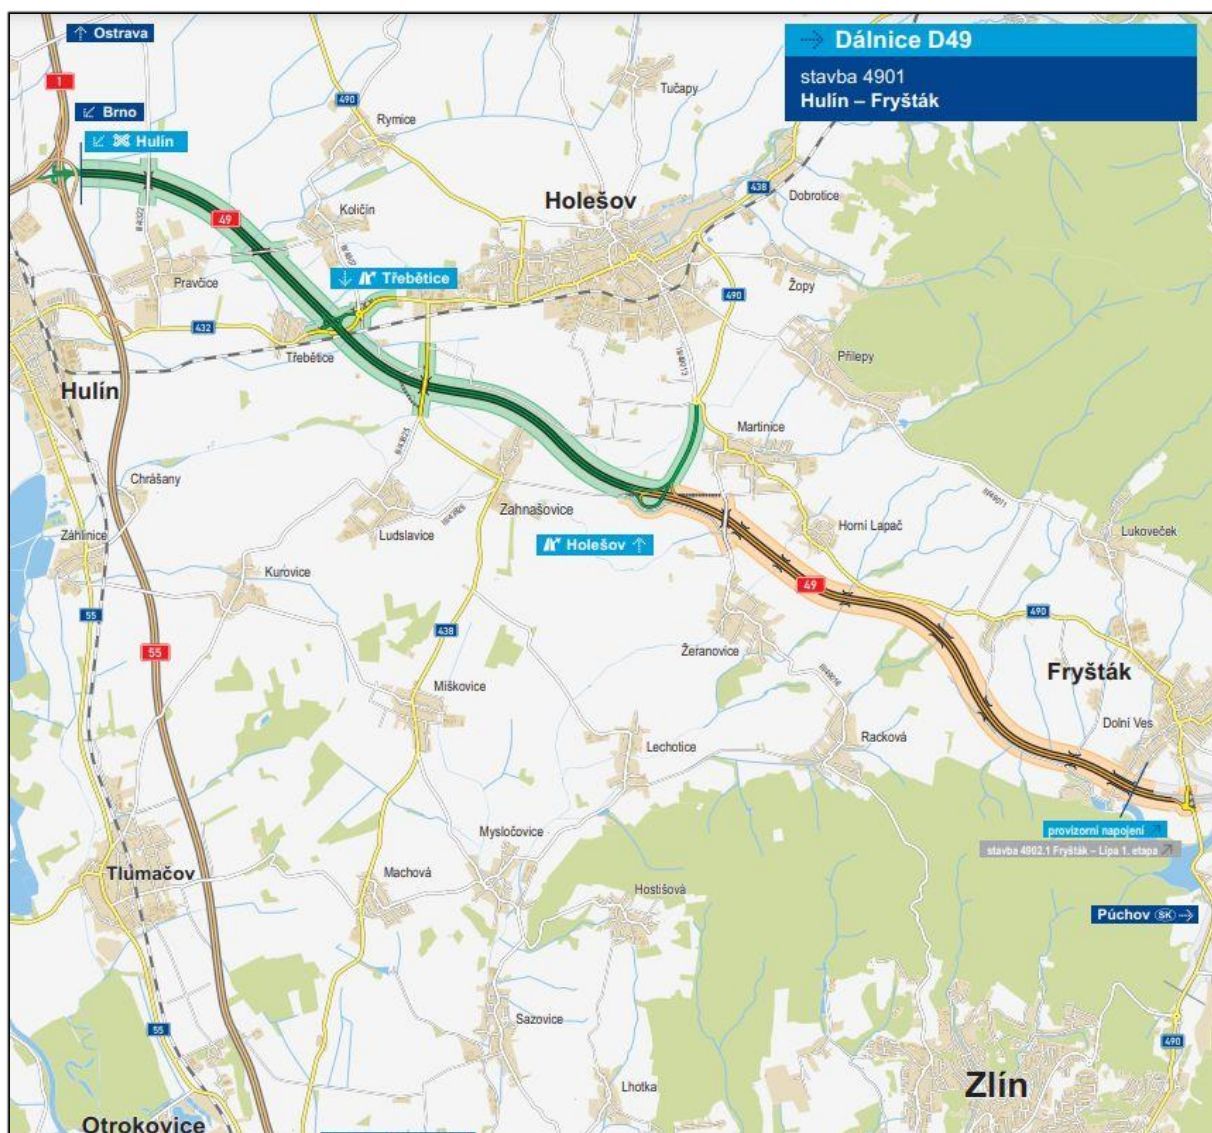 Ostrava
Dálnice D49
stavba 4901
Hulín – Fryšták
1
Tučapy
490
Brno
Rymice
Hulín
438
Dobrotice
Holešov
Količín
49
Třebětice
Pravčice
Žopy
490
432
Třebětice
Přílepy
Hulín
Martinice
Chrášany
Zahnašovice
Záhlinice
Ludslavice
Horní Lapač
Lukoveček
Holešov
Kurovice
49
55
490
438
55
Žeranovice
Fryšták
Míškovice
Dolní Ves
Racková
Lechotice
provizorní napojení
stavba 4902.1 Fryšták – Lípa 1. etapa
Mysločovice
Tlumačov
Machová
Hostišová
Púchov SK
Sazovice
55
490
Zlín
Lhotka
Otrokovice